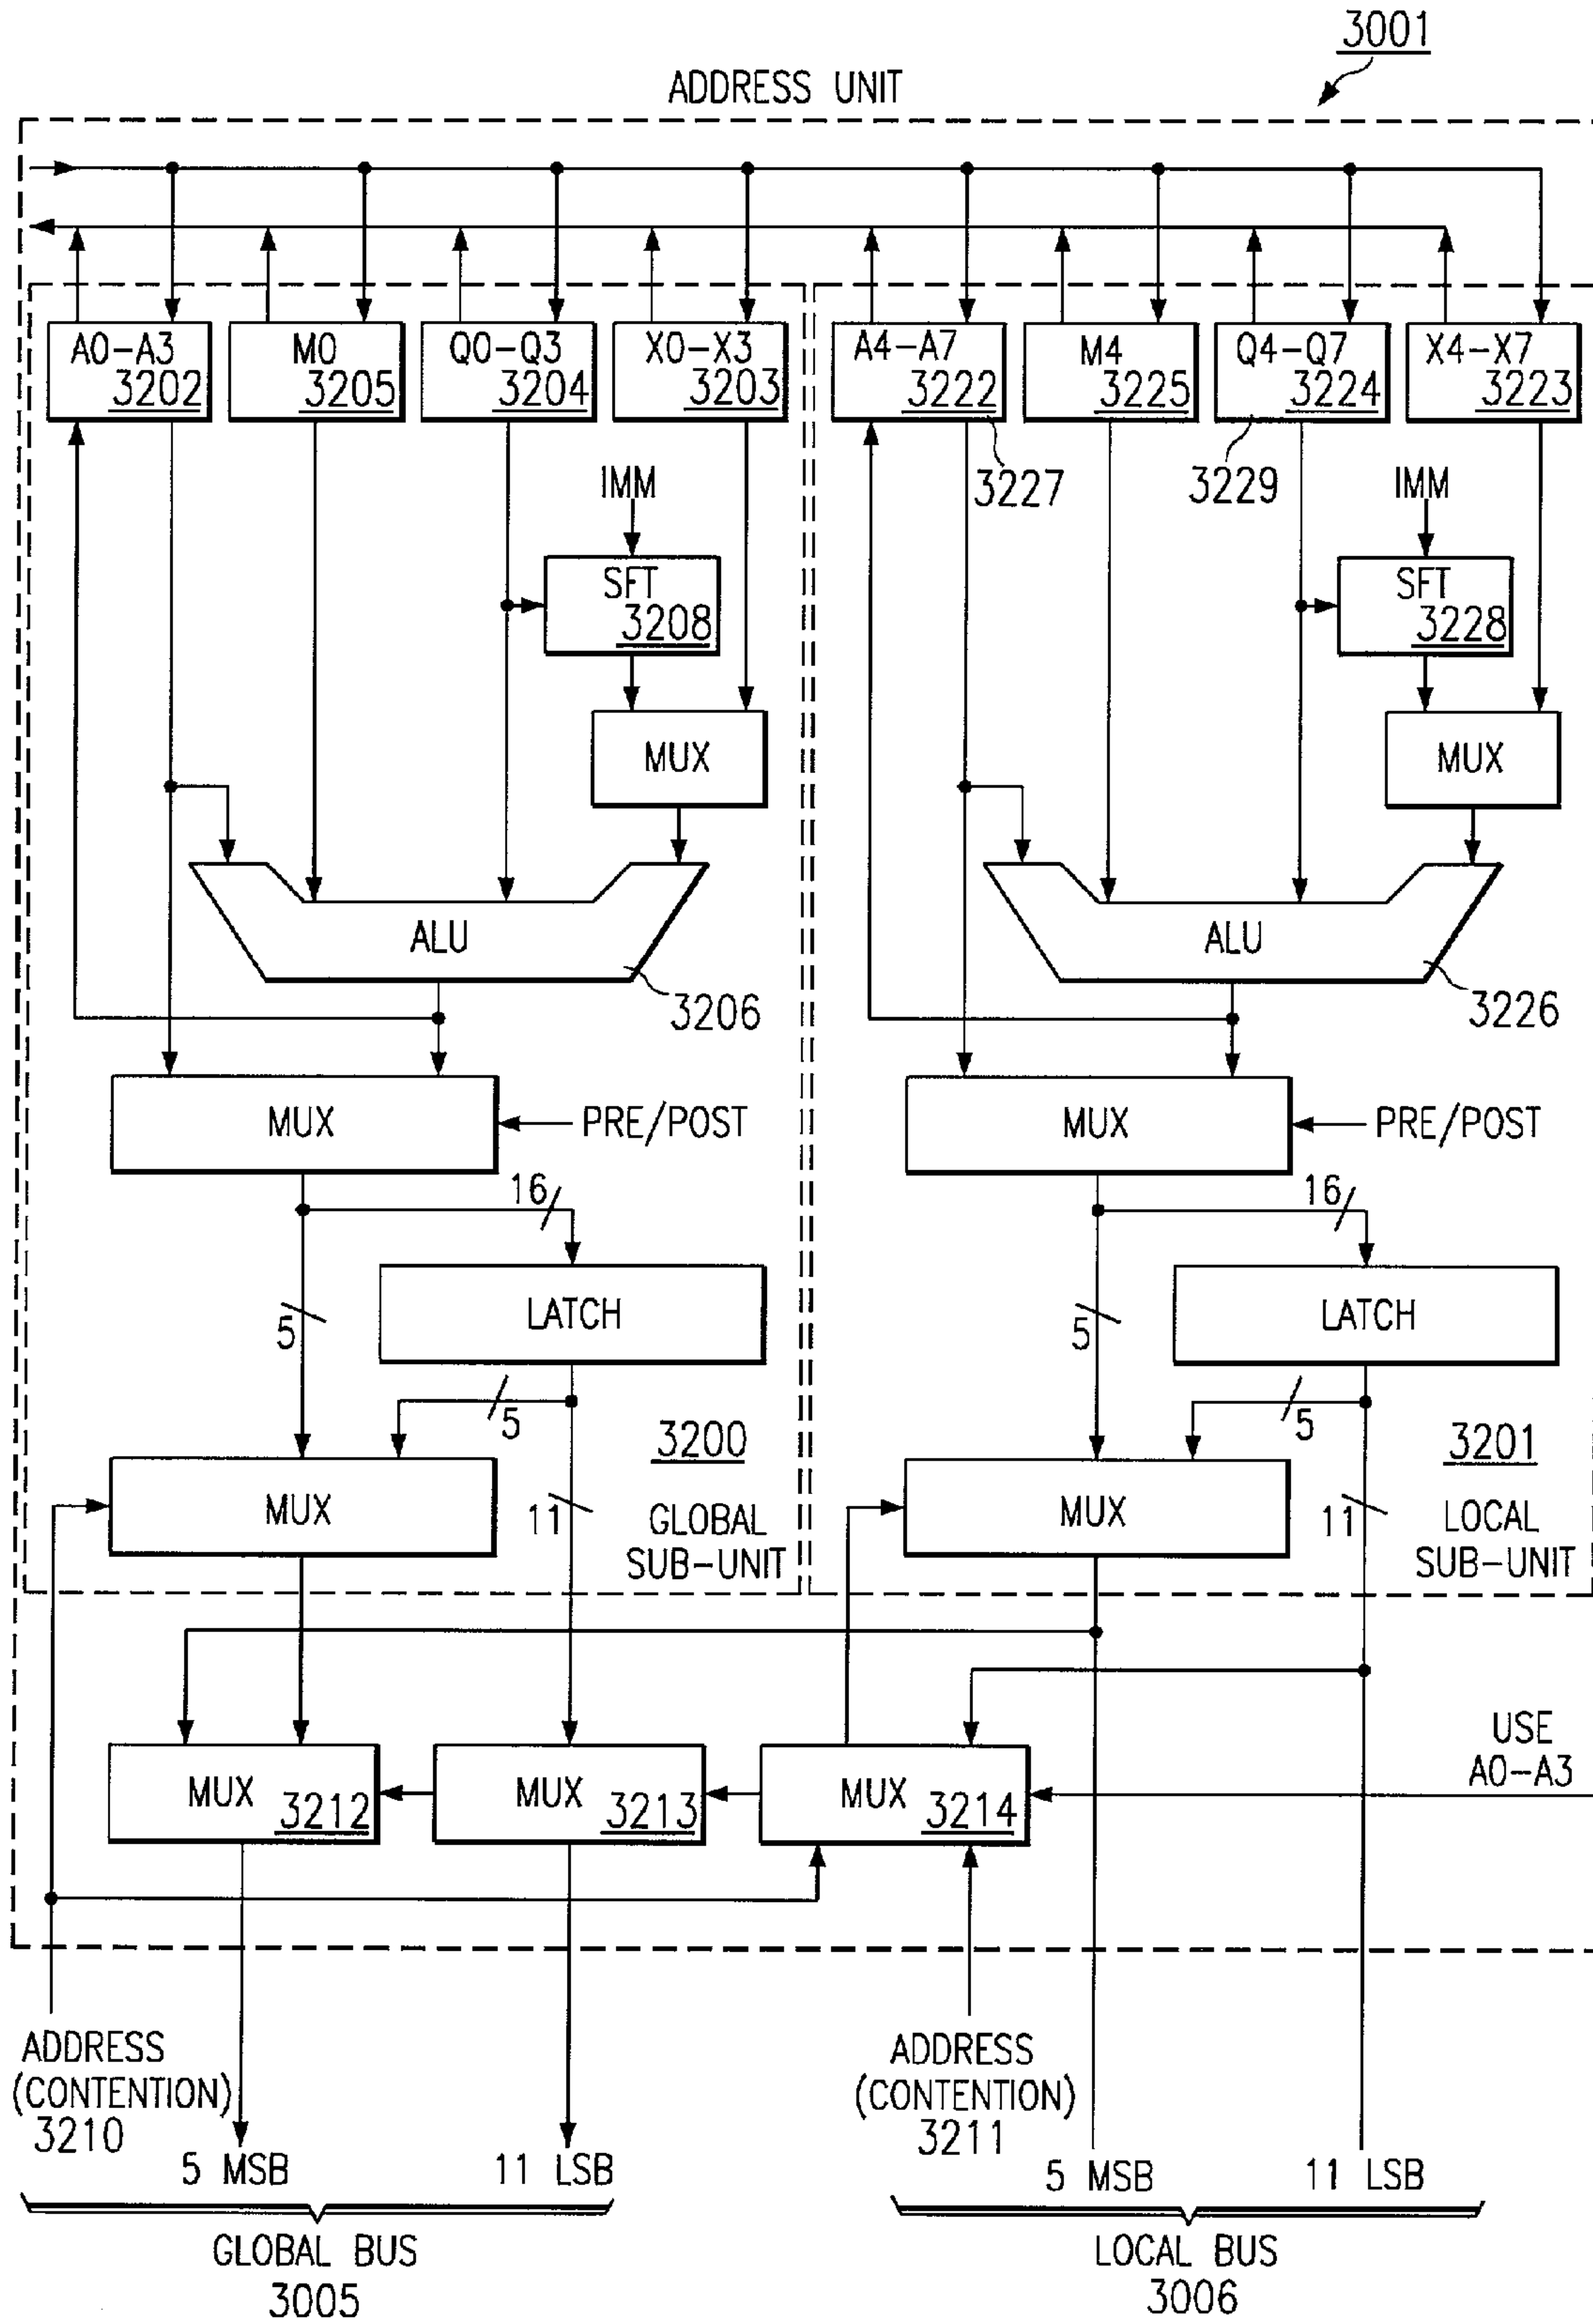 3001
ADDRESS UNIT
A0-A3
3202
M0
3205
Q0-Q3
3204
X0-X3
3203
A4-A7
3222
M4
3225
Q4-Q7
3224
X4-X7
3223
3227
3229
IMM
SFT
3208
MUX
IMM
SFT
3228
MUX
ALU
3206
ALU
3226
MUX
PRE/POST
MUX
PRE/POST
16
5
LATCH
5
16
5
LATCH
5
MUX
11
3200
GLOBAL
SUB-UNIT
MUX
11
3201
LOCAL
SUB-UNIT
MUX
3212
MUX
3213
MUX
3214
USE
A0-A3
ADDRESS
(CONTENTION)
3210
ADDRESS
(CONTENTION)
3211
5 MSB
11 LSB
5 MSB
11 LSB
GLOBAL BUS
3005
LOCAL BUS
3006